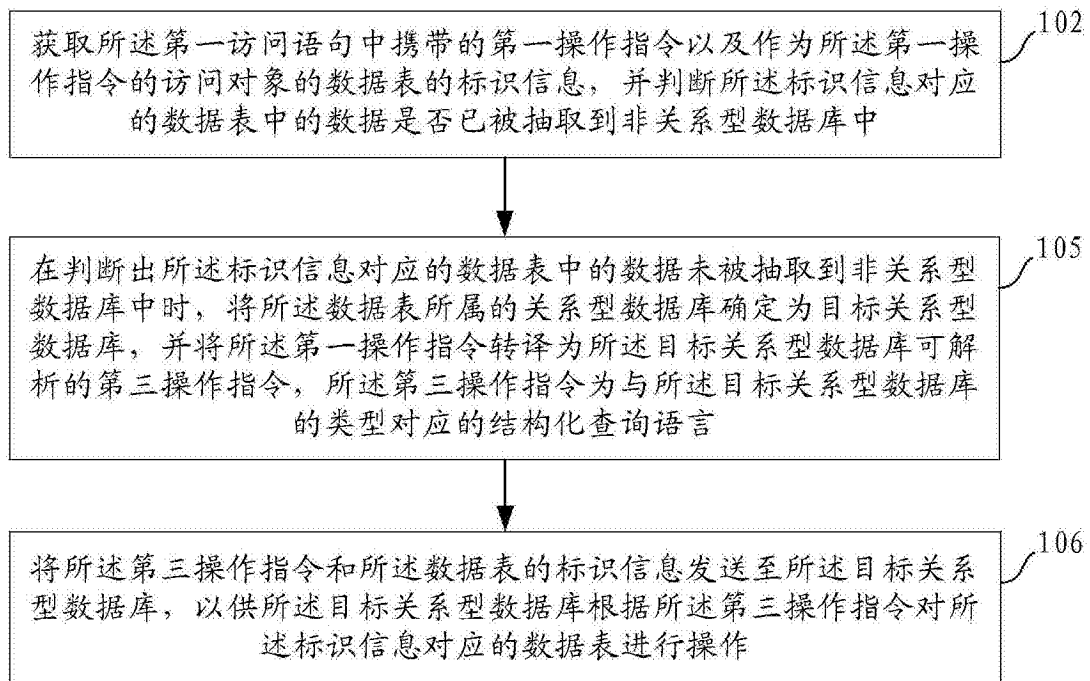 获取所述第一访问语句中携带的第一操作指令以及作为所述第一操
作指令的访问对象的数据表的标识信息，并判断所述标识信息对应
的数据表中的数据是否已被抽取到非关系型数据库中
102
在判断出所述标识信息对应的数据表中的数据未被抽取到非关系型
数据库中时，将所述数据表所属的关系型数据库确定为目标关系型
数据库，并将所述第一操作指令转译为所述目标关系型数据库可解
析的第三操作指令，所述第三操作指令为与所述目标关系型数据库
的类型对应的结构化查询语言
105
将所述第三操作指令和所述数据表的标识信息发送至所述目标关系
型数据库，以供所述目标关系型数据库根据所述第三操作指令对所
述标识信息对应的数据表进行操作
106